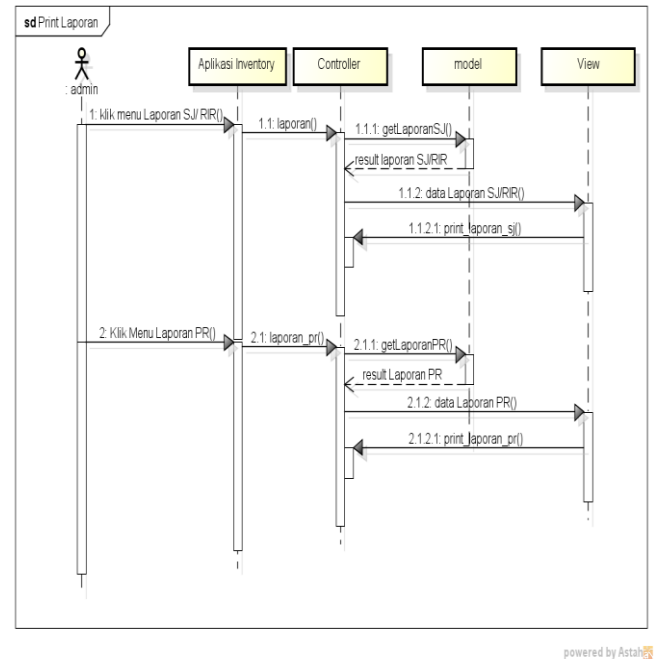 sd Print Laporan
: admin
Aplikasi Inventory
Controller
model
View
1: klik menu Laporan SJ/ RIR()
1.1: laporan()
1.1.1: getLaporanSJ()
result laporan SJ/RIR
1.1.2: data Laporan SJ/RIR()
1.1.2.1: print_laporan_sj()
2: Klik Menu Laporan PR()
2.1: laporan_pr()
2.1.1: getLaporanPR()
result Laporan PR
2.1.2: data Laporan PR()
2.1.2.1: print_laporan_pr()
powered by Astah